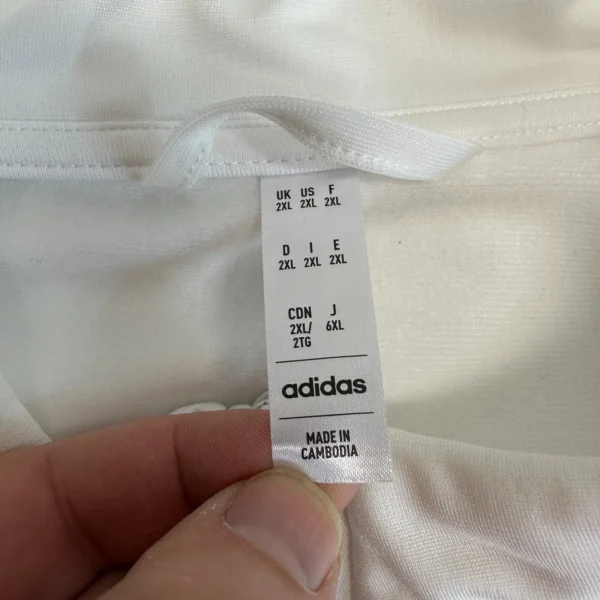 UK US F
2XL 2XL 2XL
D I E
2XL 2XL 2XL
CDN J
2XL/ 6XL
2TG
adidas
MADE IN
CAMBODIA